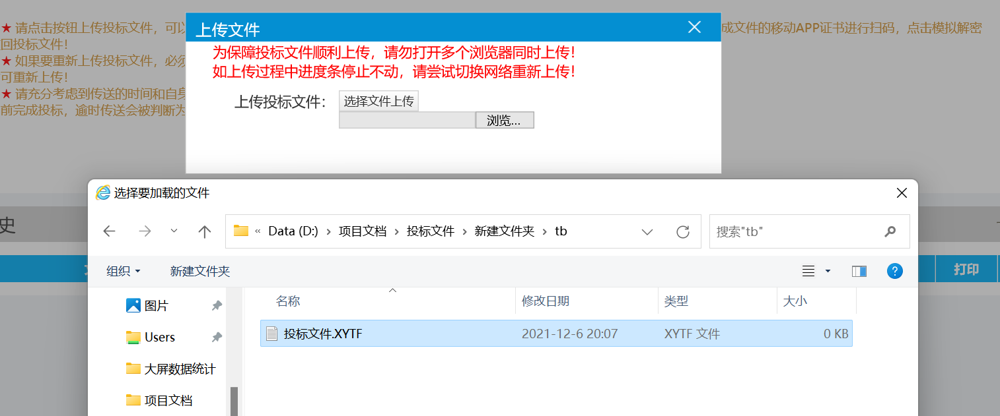 ★ 请点击按钮上传投标文件，可以
成文件的移动APP证书进行扫码，点击模拟解密
回投标文件！
★ 如果要重新上传投标文件，必须
可重新上传！
★ 请充分考虑到传送的时间和自身
前完成投标，逾时传送会被判断为
上传文件
为保障投标文件顺利上传，请勿打开多个浏览器同时上传！
如上传过程中进度条停止不动，请尝试切换网络重新上传！
上传投标文件： 选择文件上传
浏览...
史
打印
选择要加载的文件
« Data (D:) › 项目文档 › 投标文件 › 新建文件夹 › tb
搜索"tb"
组织 新建文件夹
?
名称 修改日期 类型 大小
图片
Users
大屏数据统计
项目文档
投标文件.XYTF 2021-12-6 20:07 XYTF 文件 0 KB